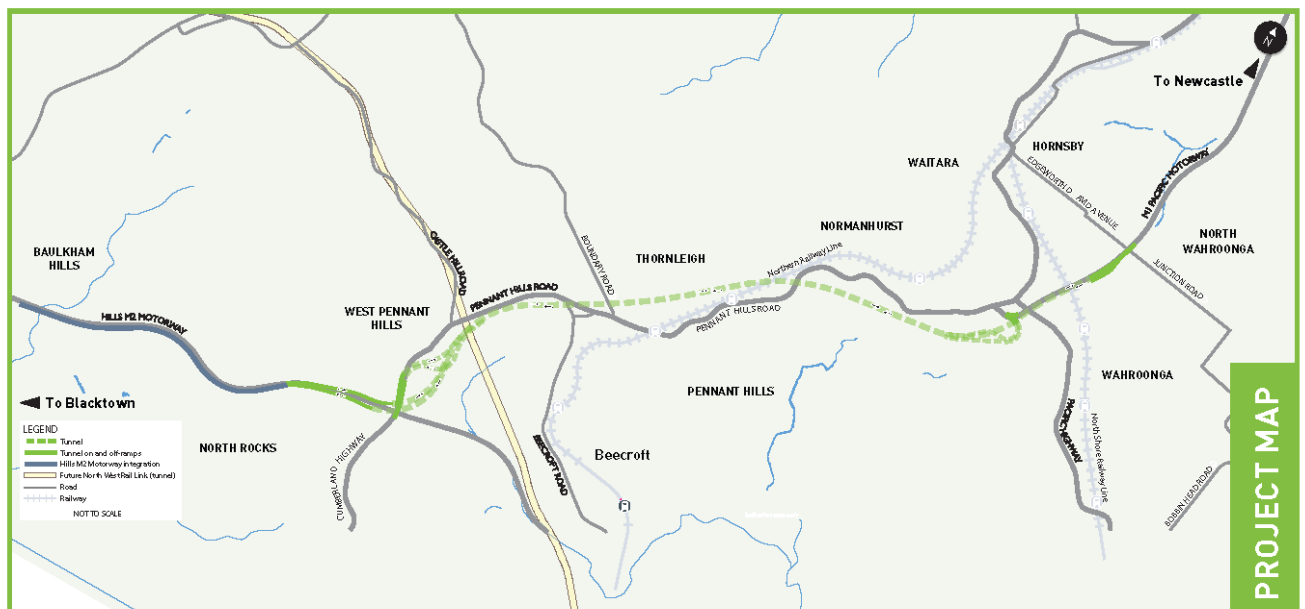 N
To Newcastle
HORNSBY
WAITARA
EDGEWORTH D AVID A VENUE
M1 PACIFIC MOTORWAY
NORMANHURST
NORTH
WAHROONGA
BAULKHAM
HILLS
CASTLE HILL ROAD
BOUNDARY ROAD
THORNLEIGH
Northern Railway Line
JUNCTION ROAD
PENNANT HILLS ROAD
WEST PENNANT
HILLS
HILLS M2 MOTORWAY
PENNANT HILLS ROAD
PENNANT HILLS
WAHROONGA
To Blacktown
NORTH ROCKS
CUMBERLAND HIGHWAY
BEECROFT ROAD
Beecroft
PACIFIC HIGHWAY
North Shore Railway Line
BOBBIN HEAD ROAD
LEGEND
Tunnel
Tunnel on and off-ramps
Hills M2 Motorway integration
Future North West Rail Link (tunnel)
Road
Railway
NOT TO SCALE
PROJECT MAP